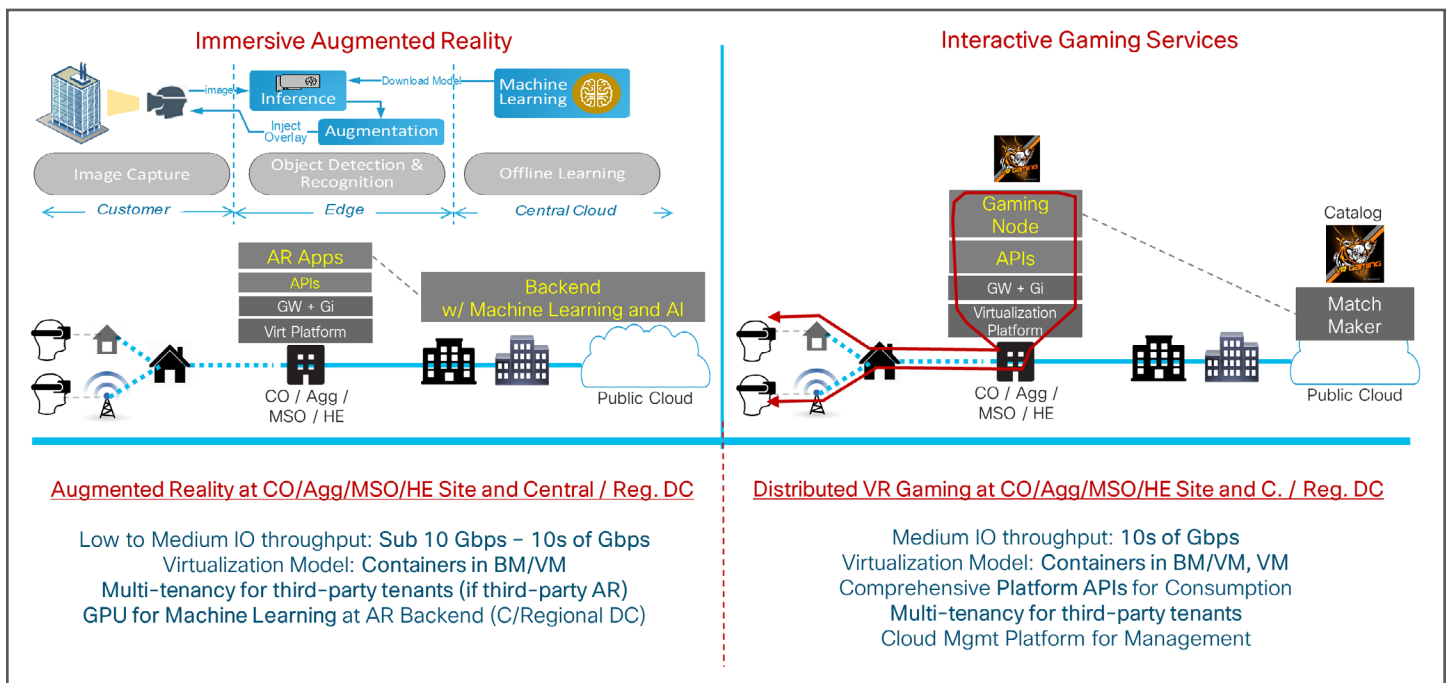 Immersive Augmented Reality
image
Inference
Download Model
Machine
Learning
Inject
Overlay
Augmentation
Image Capture
Object Detection &
Recognition
Offline Learning
Customer
Edge
Central Cloud
AR Apps
APIs
GW + Gi
Virt Platform
Backend
w/ Machine Learning and AI
CO / Agg /
MSO / HE
Public Cloud
Interactive Gaming Services
VR GAMING
Gaming
Node
APIs
GW + Gi
Virtualization
Platform
Catalog
VR GAMING
Match
Maker
CO / Agg /
MSO / HE
Public Cloud
Augmented Reality at CO/Agg/MSO/HE Site and Central / Reg. DC
Low to Medium IO throughput: Sub 10 Gbps – 10s of Gbps
Virtualization Model: Containers in BM/VM
Multi-tenancy for third-party tenants (if third-party AR)
GPU for Machine Learning at AR Backend (C/Regional DC)
Distributed VR Gaming at CO/Agg/MSO/HE Site and C. / Reg. DC
Medium IO throughput: 10s of Gbps
Virtualization Model: Containers in BM/VM, VM
Comprehensive Platform APIs for Consumption
Multi-tenancy for third-party tenants
Cloud Mgmt Platform for Management